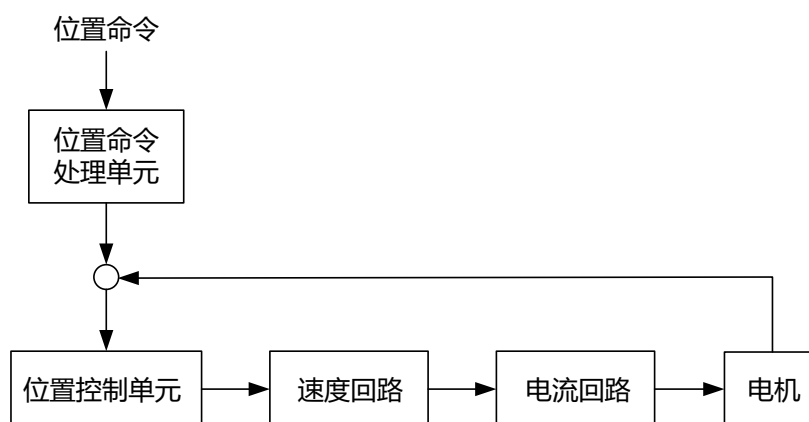 位置命令
位置命令
处理单元
位置控制单元
速度回路
电流回路
电机